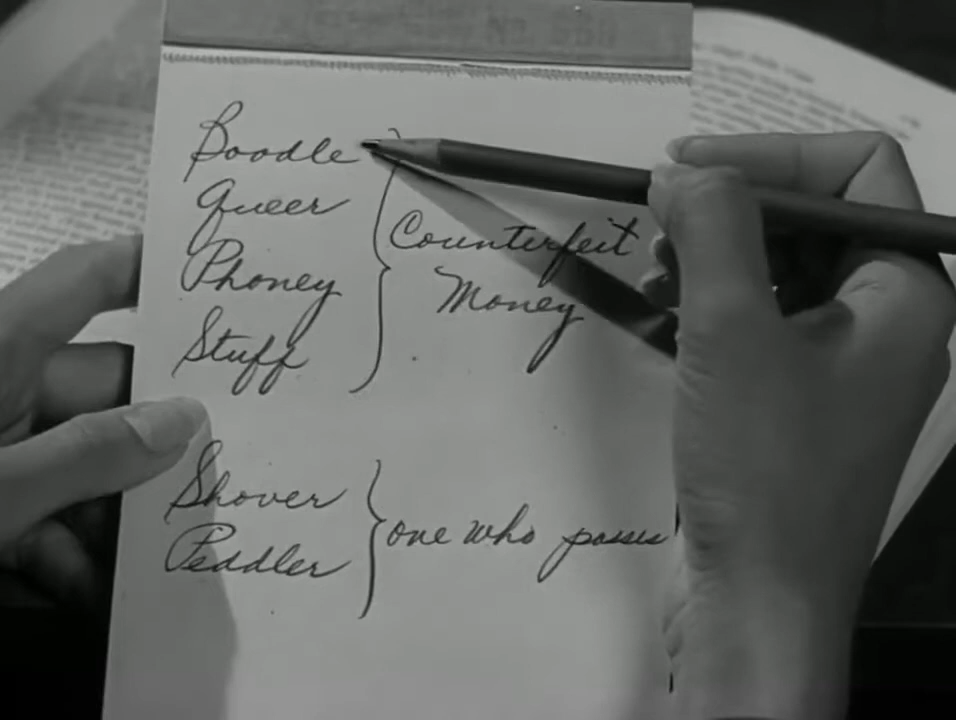 Boodle
Queer
Phoney
Stuff
Counterfeit
Money
Shover
Peddler
one who passes